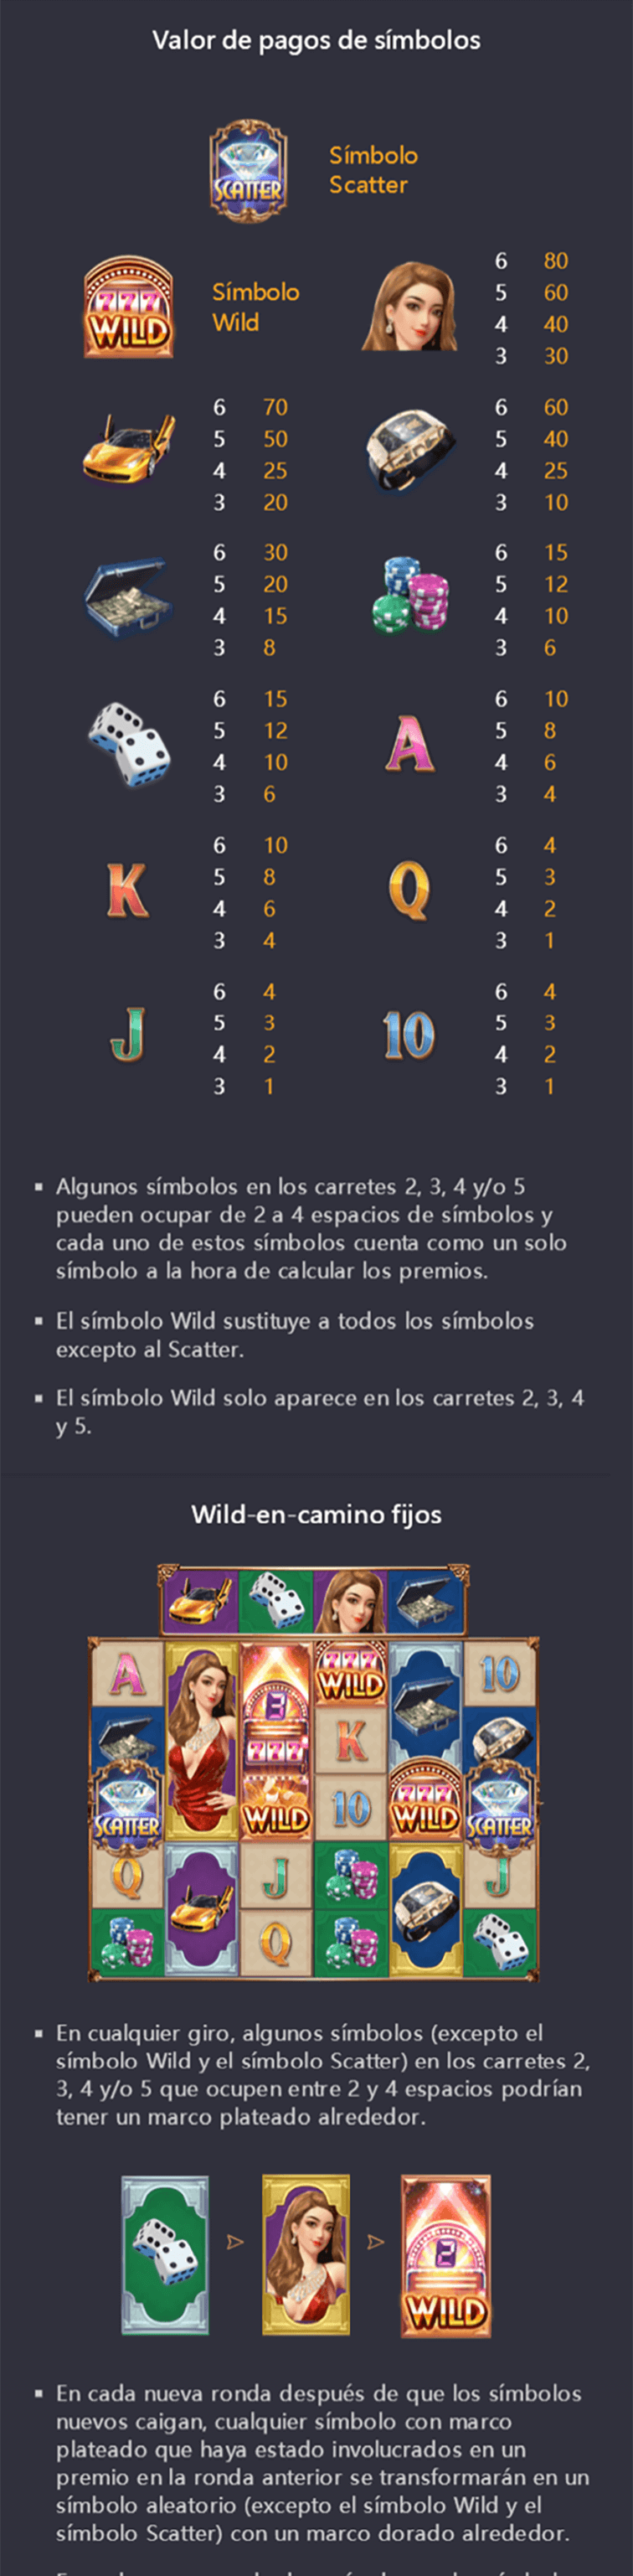 Valor de pagos de símbolos
SCATTER
Símbolo
Scatter
777
WILD
Símbolo
Wild
6 80
5 60
4 40
3 30
6 70
5 50
4 25
3 20
6 60
5 40
4 25
3 10
6 30
5 20
4 15
3 8
6 15
5 12
4 10
3 6
6 15
5 12
4 10
3 6
A
6 10
5 8
4 6
3 4
K
6 10
5 8
4 6
3 4
Q
6 4
5 3
4 2
3 1
J
6 4
5 3
4 2
3 1
10
6 4
5 3
4 2
3 1
▪ Algunos símbolos en los carretes 2, 3, 4 y/o 5
pueden ocupar de 2 a 4 espacios de símbolos y
cada uno de estos símbolos cuenta como un solo
símbolo a la hora de calcular los premios.
▪ El símbolo Wild sustituye a todos los símbolos
excepto al Scatter.
▪ El símbolo Wild solo aparece en los carretes 2, 3, 4
y 5.
Wild-en-camino fijos
A
3
777
WILD
777
WILD
10
K
SCATTER
10
777
WILD
SCATTER
Q
J
J
Q
▪ En cualquier giro, algunos símbolos (excepto el
símbolo Wild y el símbolo Scatter) en los carretes 2,
3, 4 y/o 5 que ocupen entre 2 y 4 espacios podrían
tener un marco plateado alrededor.
2
WILD
▪ En cada nueva ronda después de que los símbolos
nuevos caigan, cualquier símbolo con marco
plateado que haya estado involucrados en un
premio en la ronda anterior se transformarán en un
símbolo aleatorio (excepto el símbolo Wild y el
símbolo Scatter) con un marco dorado alrededor.